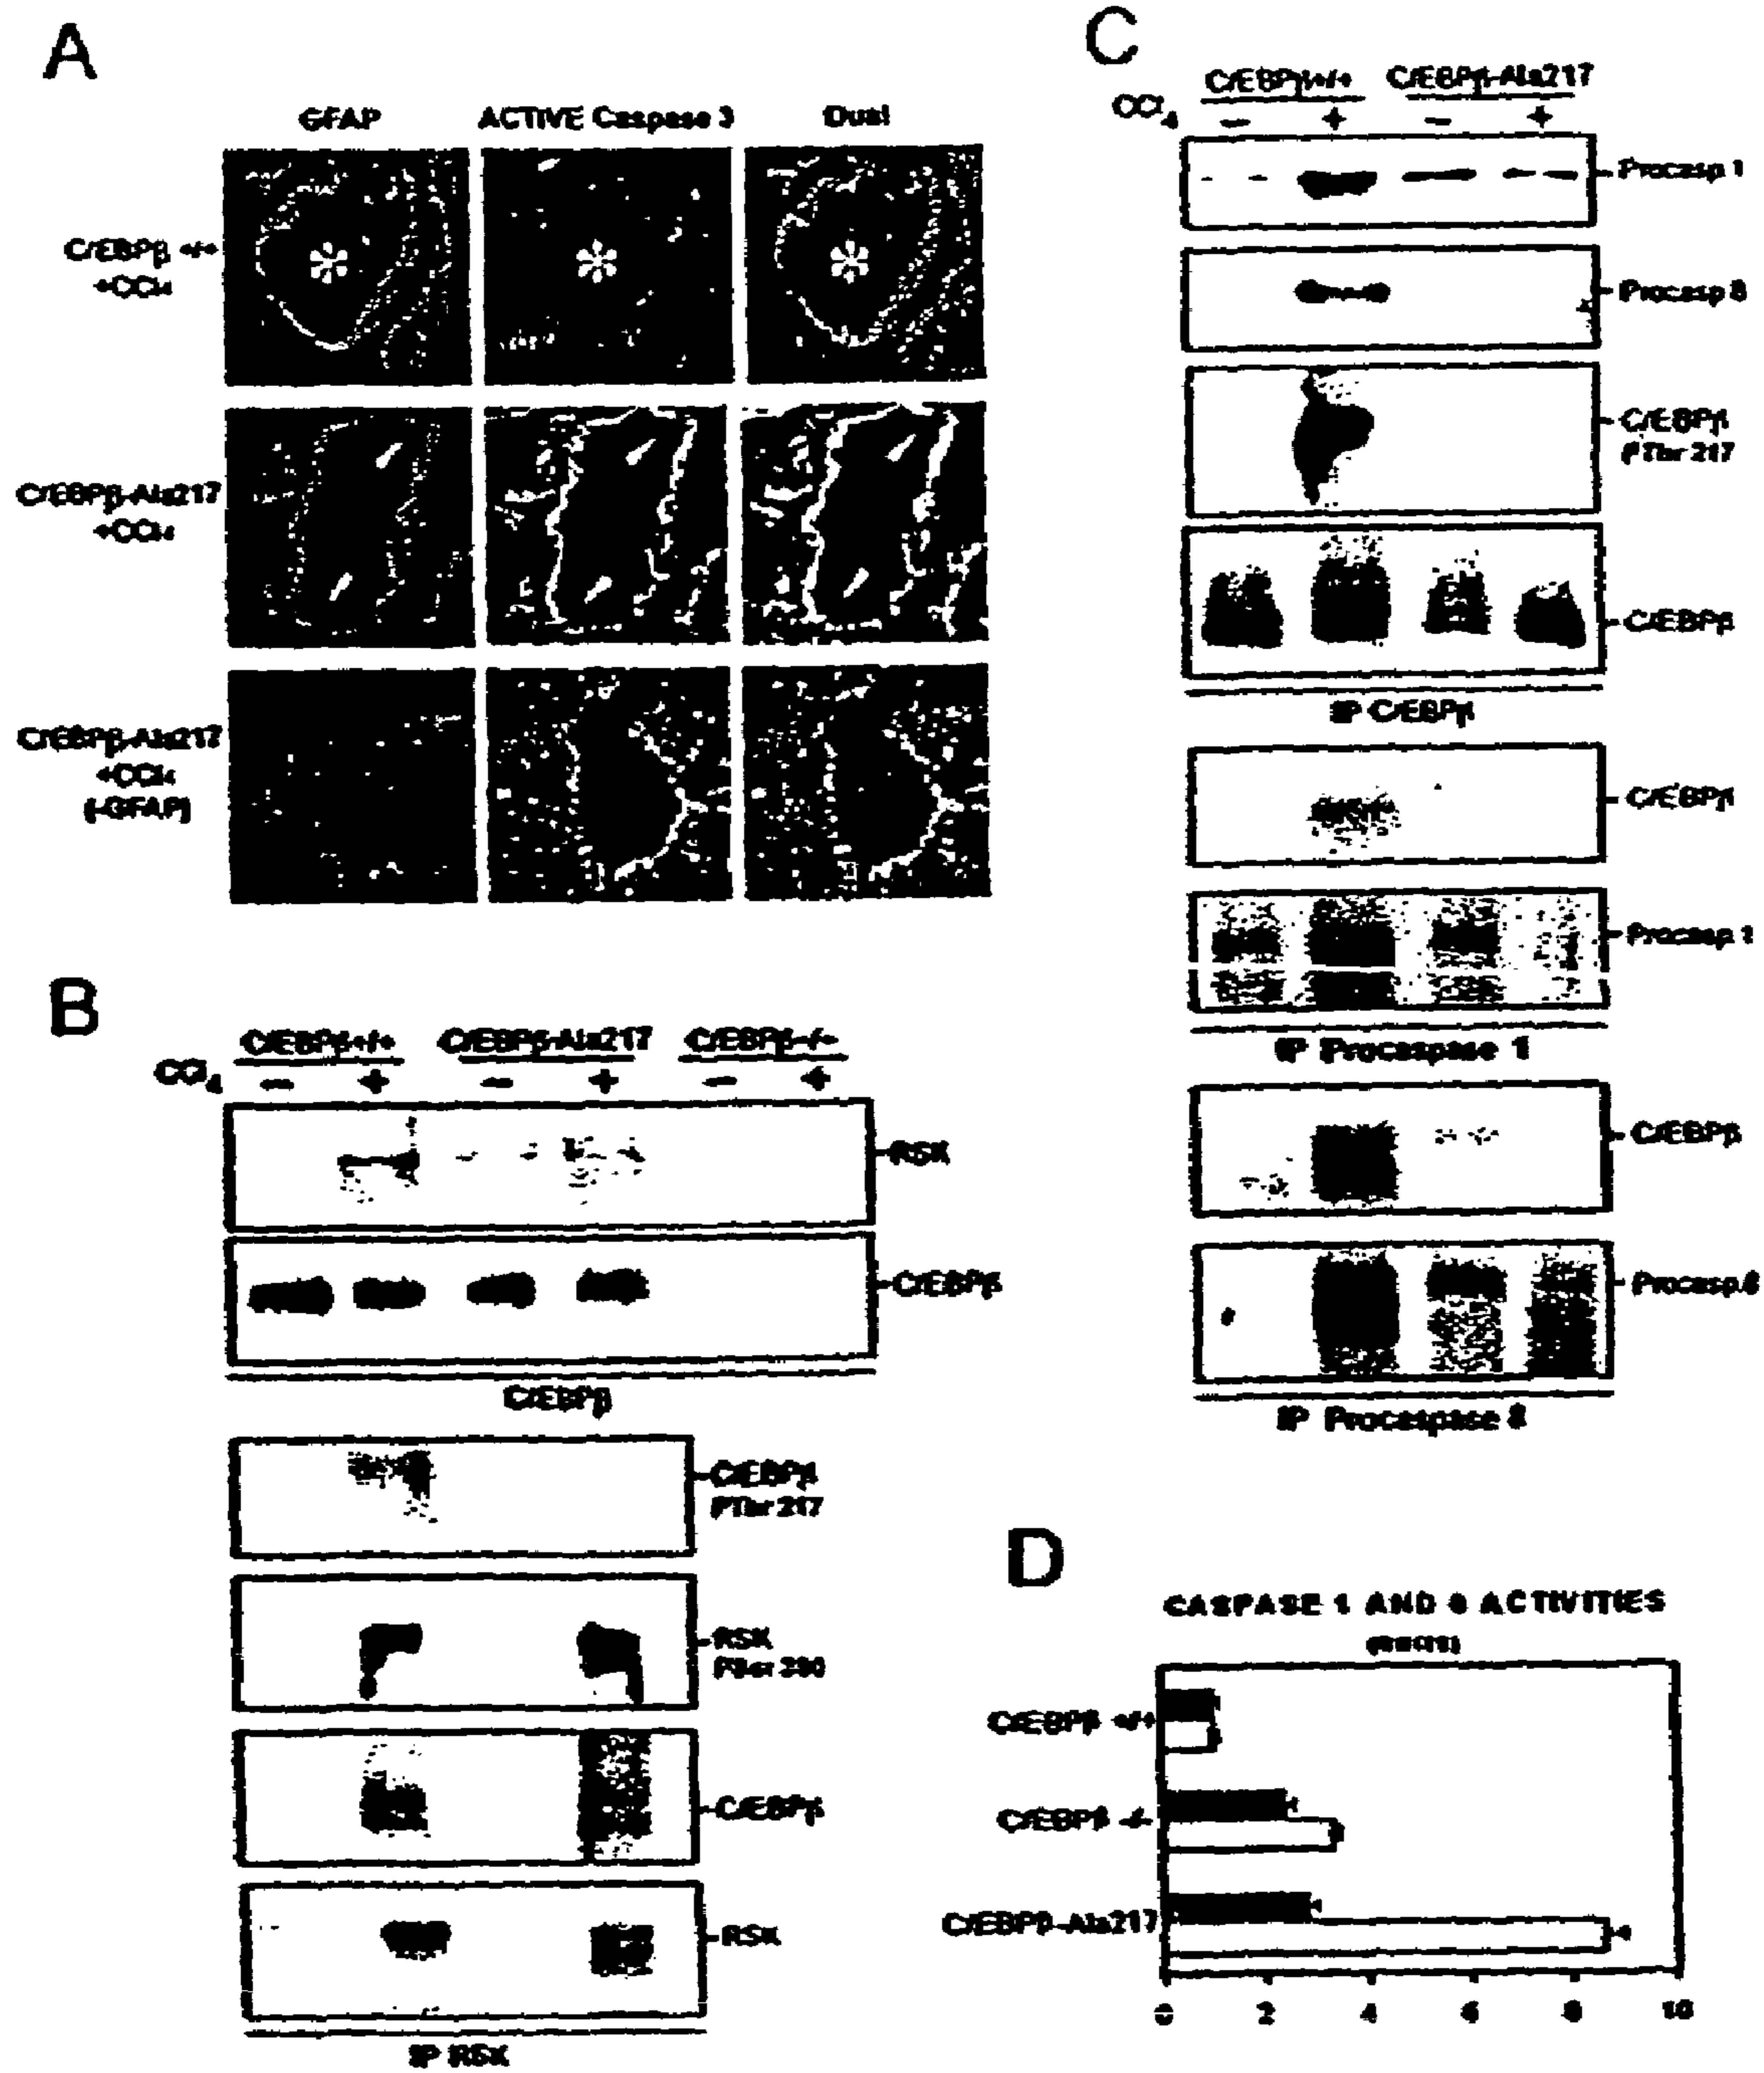 A
GFAP ACTIVE Caspase 3 Dual
C/EBPβ +/+
+CCl4
C/EBPβ-Ala217
+CCl4
C/EBPβ-Ala217
+CCl4
(-GFAP)
B
C/EBPβ+/+ C/EBPβ-Ala217 C/EBPβ-/-
CCl4 − + − + − +
RSK
C/EBPβ
C/EBPβ
C/EBPβ
PThr 217
RSK
C/EBPβ
RSK
IP RSK
C
C/EBPβ+/+ C/EBPβ-Ala217
CCl4 − + − +
Procasp 1
Procasp 8
C/EBPβ
PThr 217
C/EBPβ
IP C/EBPβ
C/EBPβ
Procasp 1
IP Procaspase 1
C/EBPβ
Procasp.8
IP Procaspase 8
D
CASPASE 1 AND 8 ACTIVITIES
C/EBPβ +/+
C/EBPβ -/-
C/EBPβ-Ala217
0 2 4 6 8 10